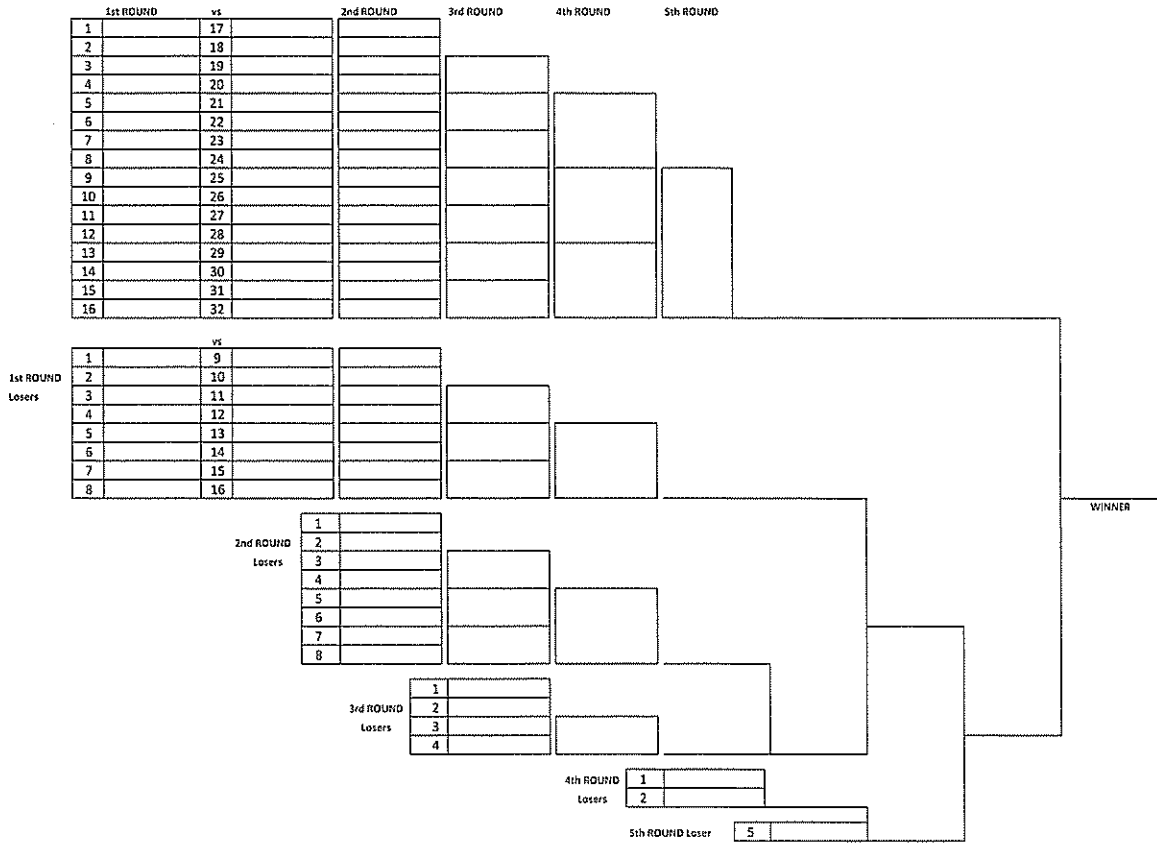 1st ROUND vs 2nd ROUND 3rd ROUND 4th ROUND 5th ROUND
1 17
2 18
3 19
4 20
5 21
6 22
7 23
8 24
9 25
10 26
11 27
12 28
13 29
14 30
15 31
16 32
vs
1 9
1st ROUND 2 10
Losers 3 11
4 12
5 13
6 14
7 15
8 16
WINNER
1
2nd ROUND 2
Losers 3
4
5
6
7
8
1
3rd ROUND 2
Losers 3
4
4th ROUND 1
Losers 2
5th ROUND Loser 5